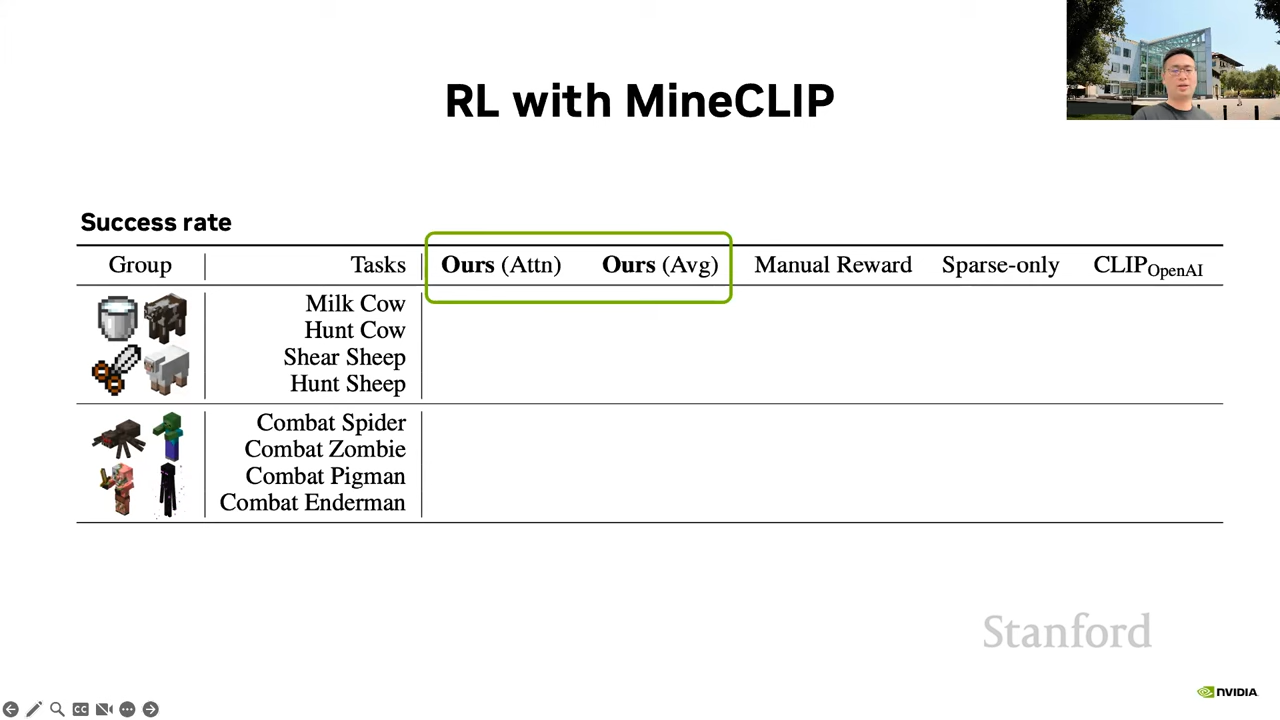 RL with MineCLIP
Success rate
Group Tasks Ours (Attn) Ours (Avg) Manual Reward Sparse-only CLIPOpenAI
Milk Cow
Hunt Cow
Shear Sheep
Hunt Sheep
Combat Spider
Combat Zombie
Combat Pigman
Combat Enderman
Stanford
NVIDIA
CC